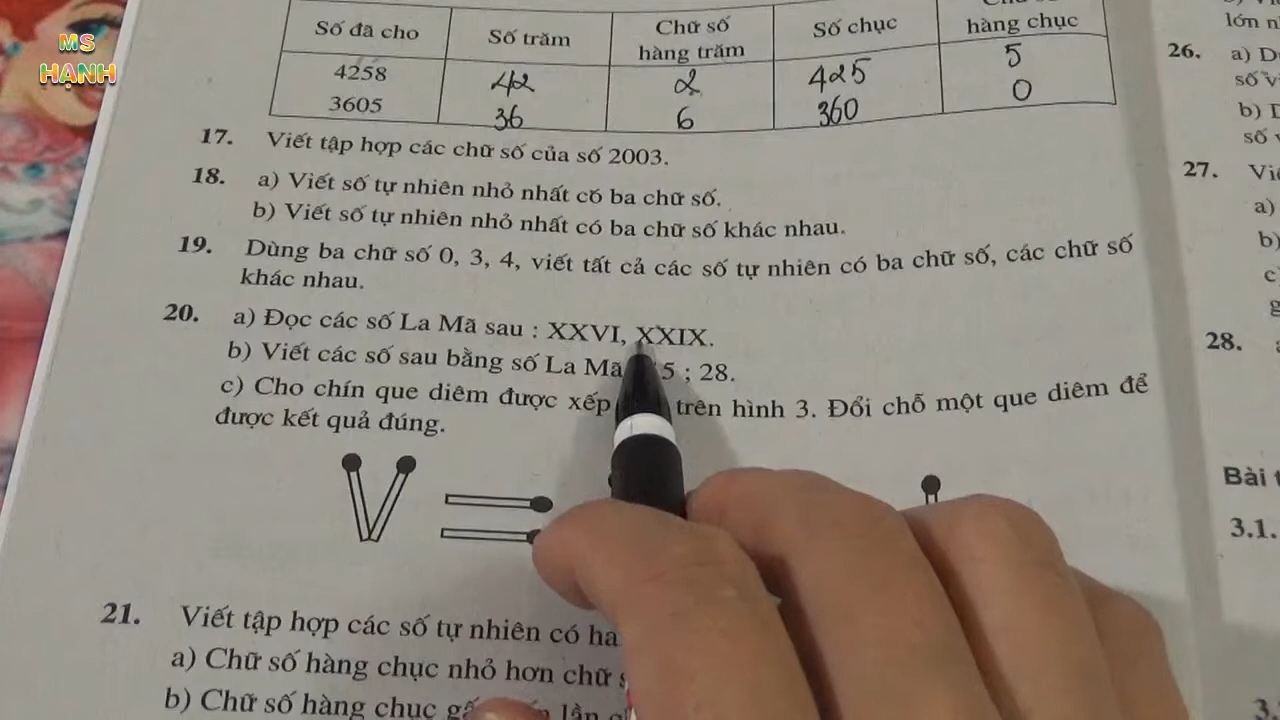 MS
HẠNH
Số đã cho
Số trăm
Chữ số
hàng trăm
Số chục
hàng chục
4258
42
2
425
5
3605
36
6
360
0
17. Viết tập hợp các chữ số của số 2003.
18. a) Viết số tự nhiên nhỏ nhất có ba chữ số.
b) Viết số tự nhiên nhỏ nhất có ba chữ số khác nhau.
19. Dùng ba chữ số 0, 3, 4, viết tất cả các số tự nhiên có ba chữ số, các chữ số
khác nhau.
20. a) Đọc các số La Mã sau : XXVI, XXIX.
b) Viết các số sau bằng số La Mã 5 ; 28.
c) Cho chín que diêm được xếp trên hình 3. Đổi chỗ một que diêm để
được kết quả đúng.
21. Viết tập hợp các số tự nhiên có ha
a) Chữ số hàng chục nhỏ hơn chữ
b) Chữ số hàng chục
lớn
26. a)
số
b)
số
27.
a)
b)
28.
Bài
3.1.